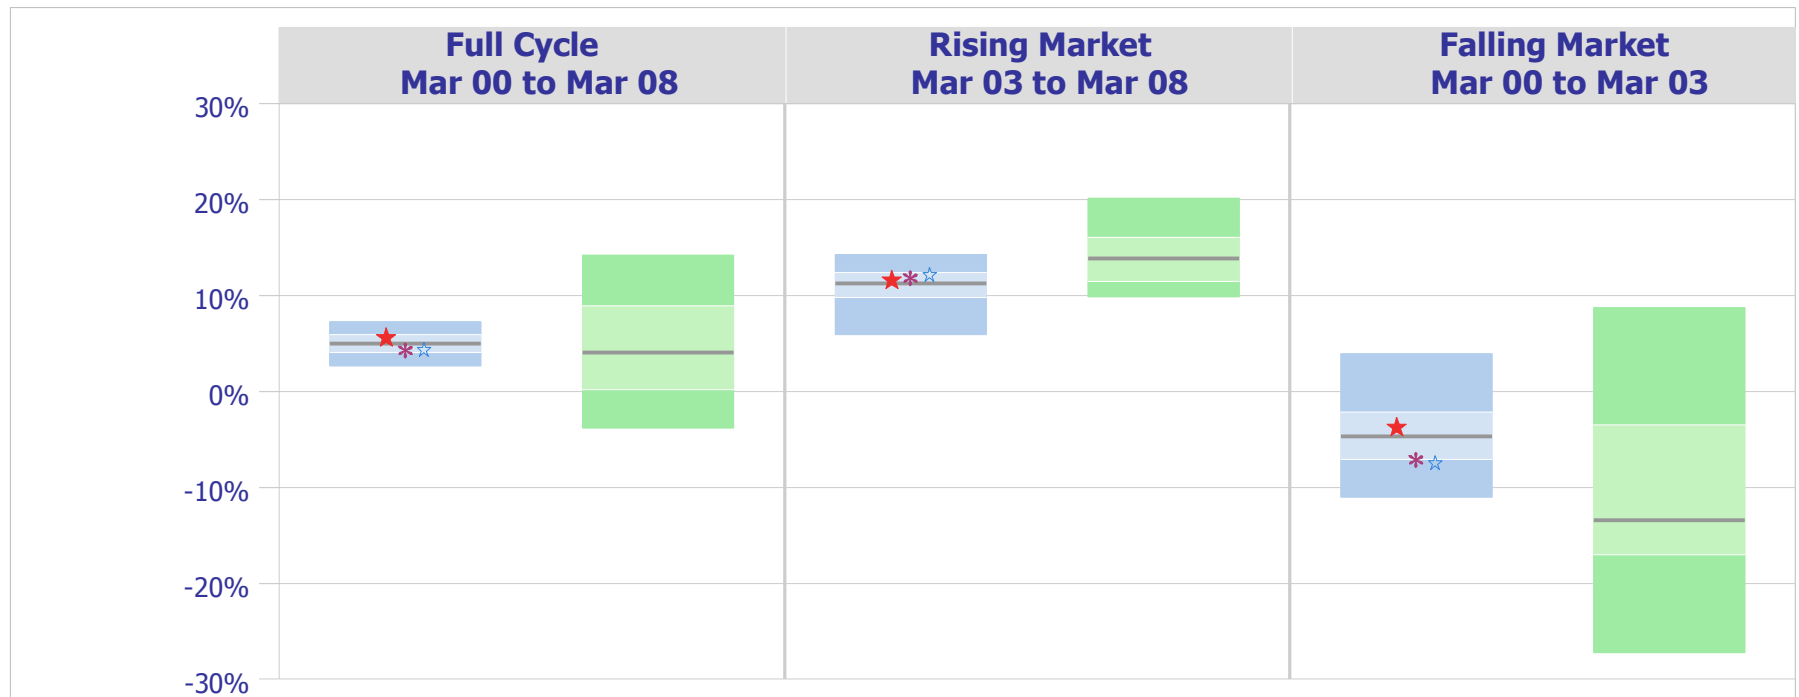 Full Cycle
Mar 00 to Mar 08
Rising Market
Mar 03 to Mar 08
Falling Market
Mar 00 to Mar 03
30%
20%
10%
0%
-10%
-20%
-30%